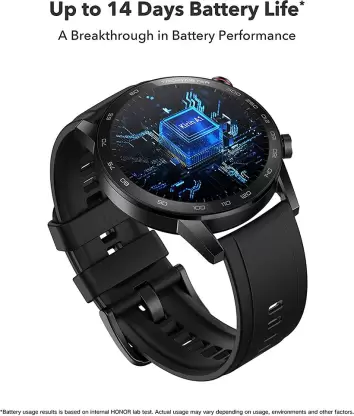 Up to 14 Days Battery Life*
A Breakthrough in Battery Performance
*Battery usage results is based on internal HONOR lab test. Actual usage may vary depending on usage, environments and other factors.